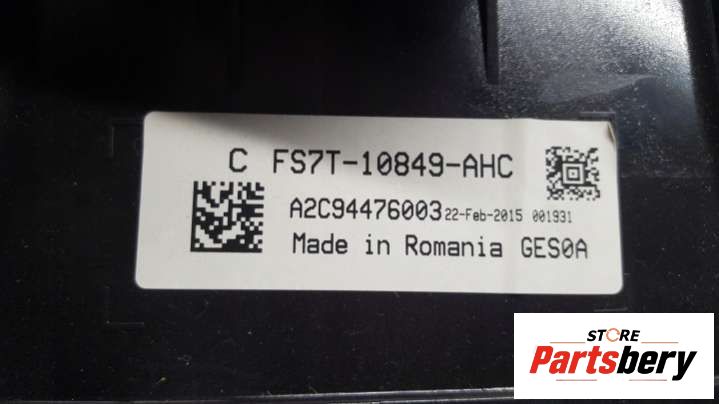 C FS7T-10849-AHC
A2C94476003 22-Feb-2015 001931
Made in Romania GES0A
STORE
Partsbery